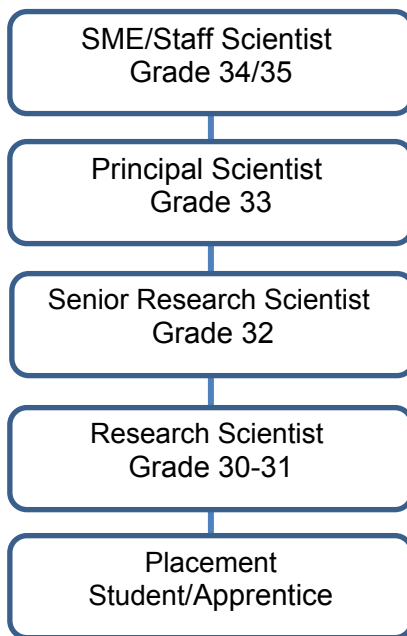 SME/Staff Scientist
Grade 34/35
Principal Scientist
Grade 33
Senior Research Scientist
Grade 32
Research Scientist
Grade 30-31
Placement
Student/Apprentice